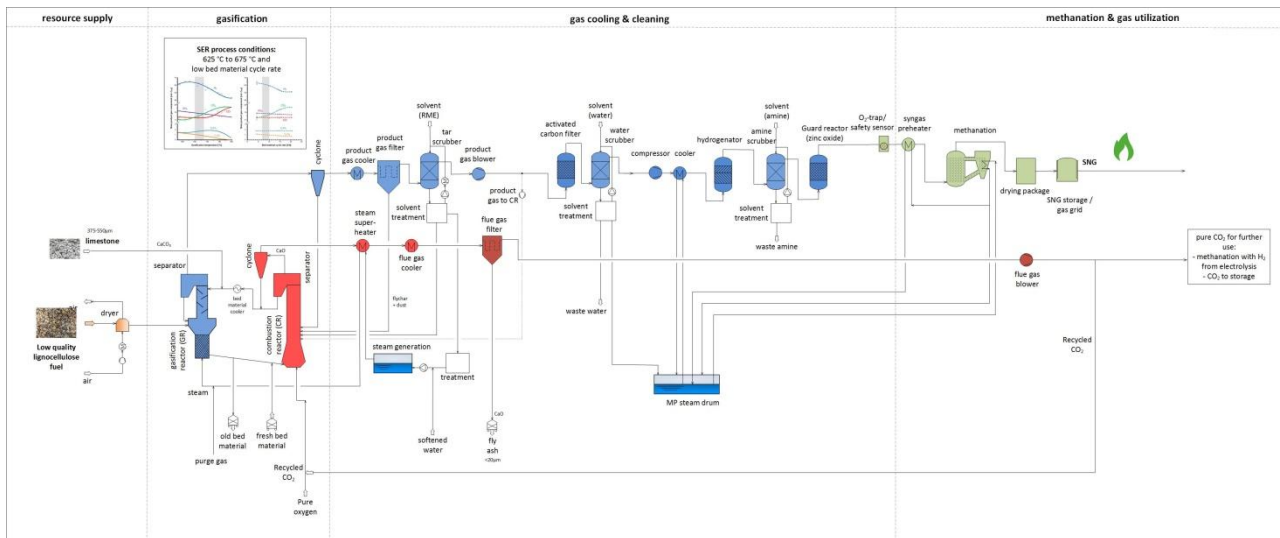 resource supply
gasification
gas cooling & cleaning
methanation & gas utilization
SER process conditions:
625 °C to 675 °C and
low bed material cycle rate
cyclone
product
gas cooler
product
gas filter
solvent
(RME)
tar
scrubber
product
gas blower
product
gas to CR
activated
carbon filter
solvent
(water)
water
scrubber
compressor
cooler
hydrogenator
solvent
(amine)
amine
scrubber
Guard reactor
(zinc oxide)
O₂-trap/
safety sensor
syngas
preheater
methanation
drying package
SNG
SNG storage /
gas grid
solvent
treatment
solvent
treatment
solvent
treatment
waste amine
waste water
steam
super-
heater
flue gas
cooler
flue gas
filter
flue gas
blower
pure CO₂ for further
use:
- methanation with H₂
from electrolysis
- CO₂ to storage
Recycled
CO₂
375-550µm
limestone
CaCO₃
separator
cyclone
CaO
separator
bed
material
cooler
gasification
reactor (GR)
combustion
reactor (CR)
flychar
+ dust
air
dryer
Low quality
lignocellulose
fuel
air
steam
steam generation
treatment
MP steam drum
old bed
material
fresh bed
material
softened
water
CaO
fly
ash
<20µm
purge gas
Recycled
CO₂
Pure
oxygen